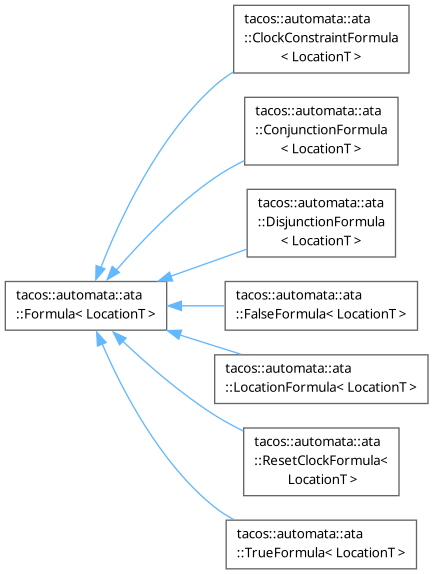 tacos::automata::ata
::ClockConstraintFormula
< LocationT >
tacos::automata::ata
::ConjunctionFormula
< LocationT >
tacos::automata::ata
::DisjunctionFormula
< LocationT >
tacos::automata::ata
::Formula< LocationT >
tacos::automata::ata
::FalseFormula< LocationT >
tacos::automata::ata
::LocationFormula< LocationT >
tacos::automata::ata
::ResetClockFormula<
LocationT >
tacos::automata::ata
::TrueFormula< LocationT >